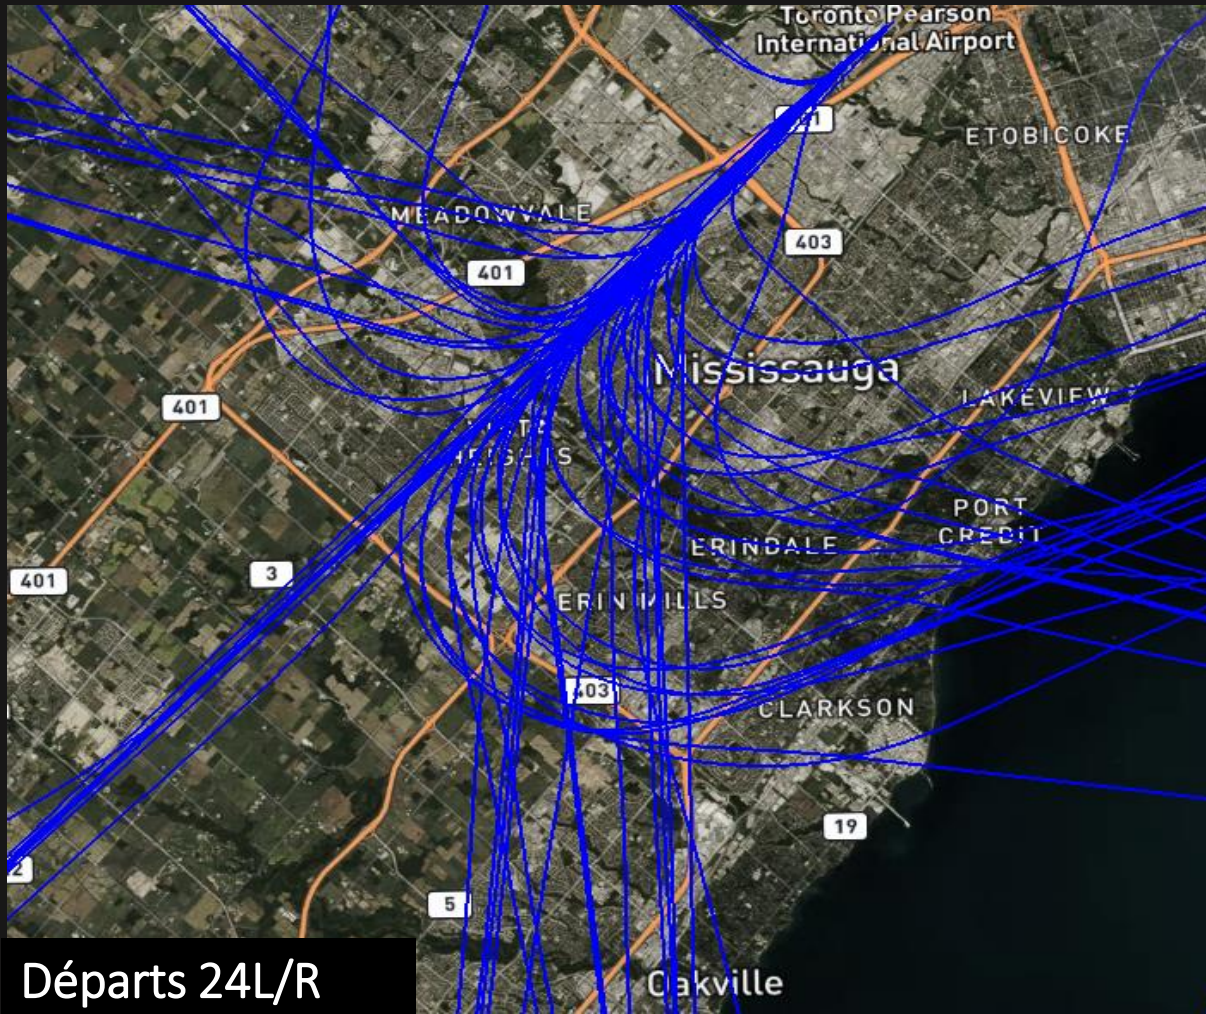 Toronto Pearson
International Airport
ETOBICOKE
MEADOWVALE
403
401
Mississauga
LAKEVIEW
401
HEIGHTS
PORT
CREDIT
ERINDALE
401
3
ERIN MILLS
403
CLARKSON
19
5
Oakville
Départs 24L/R